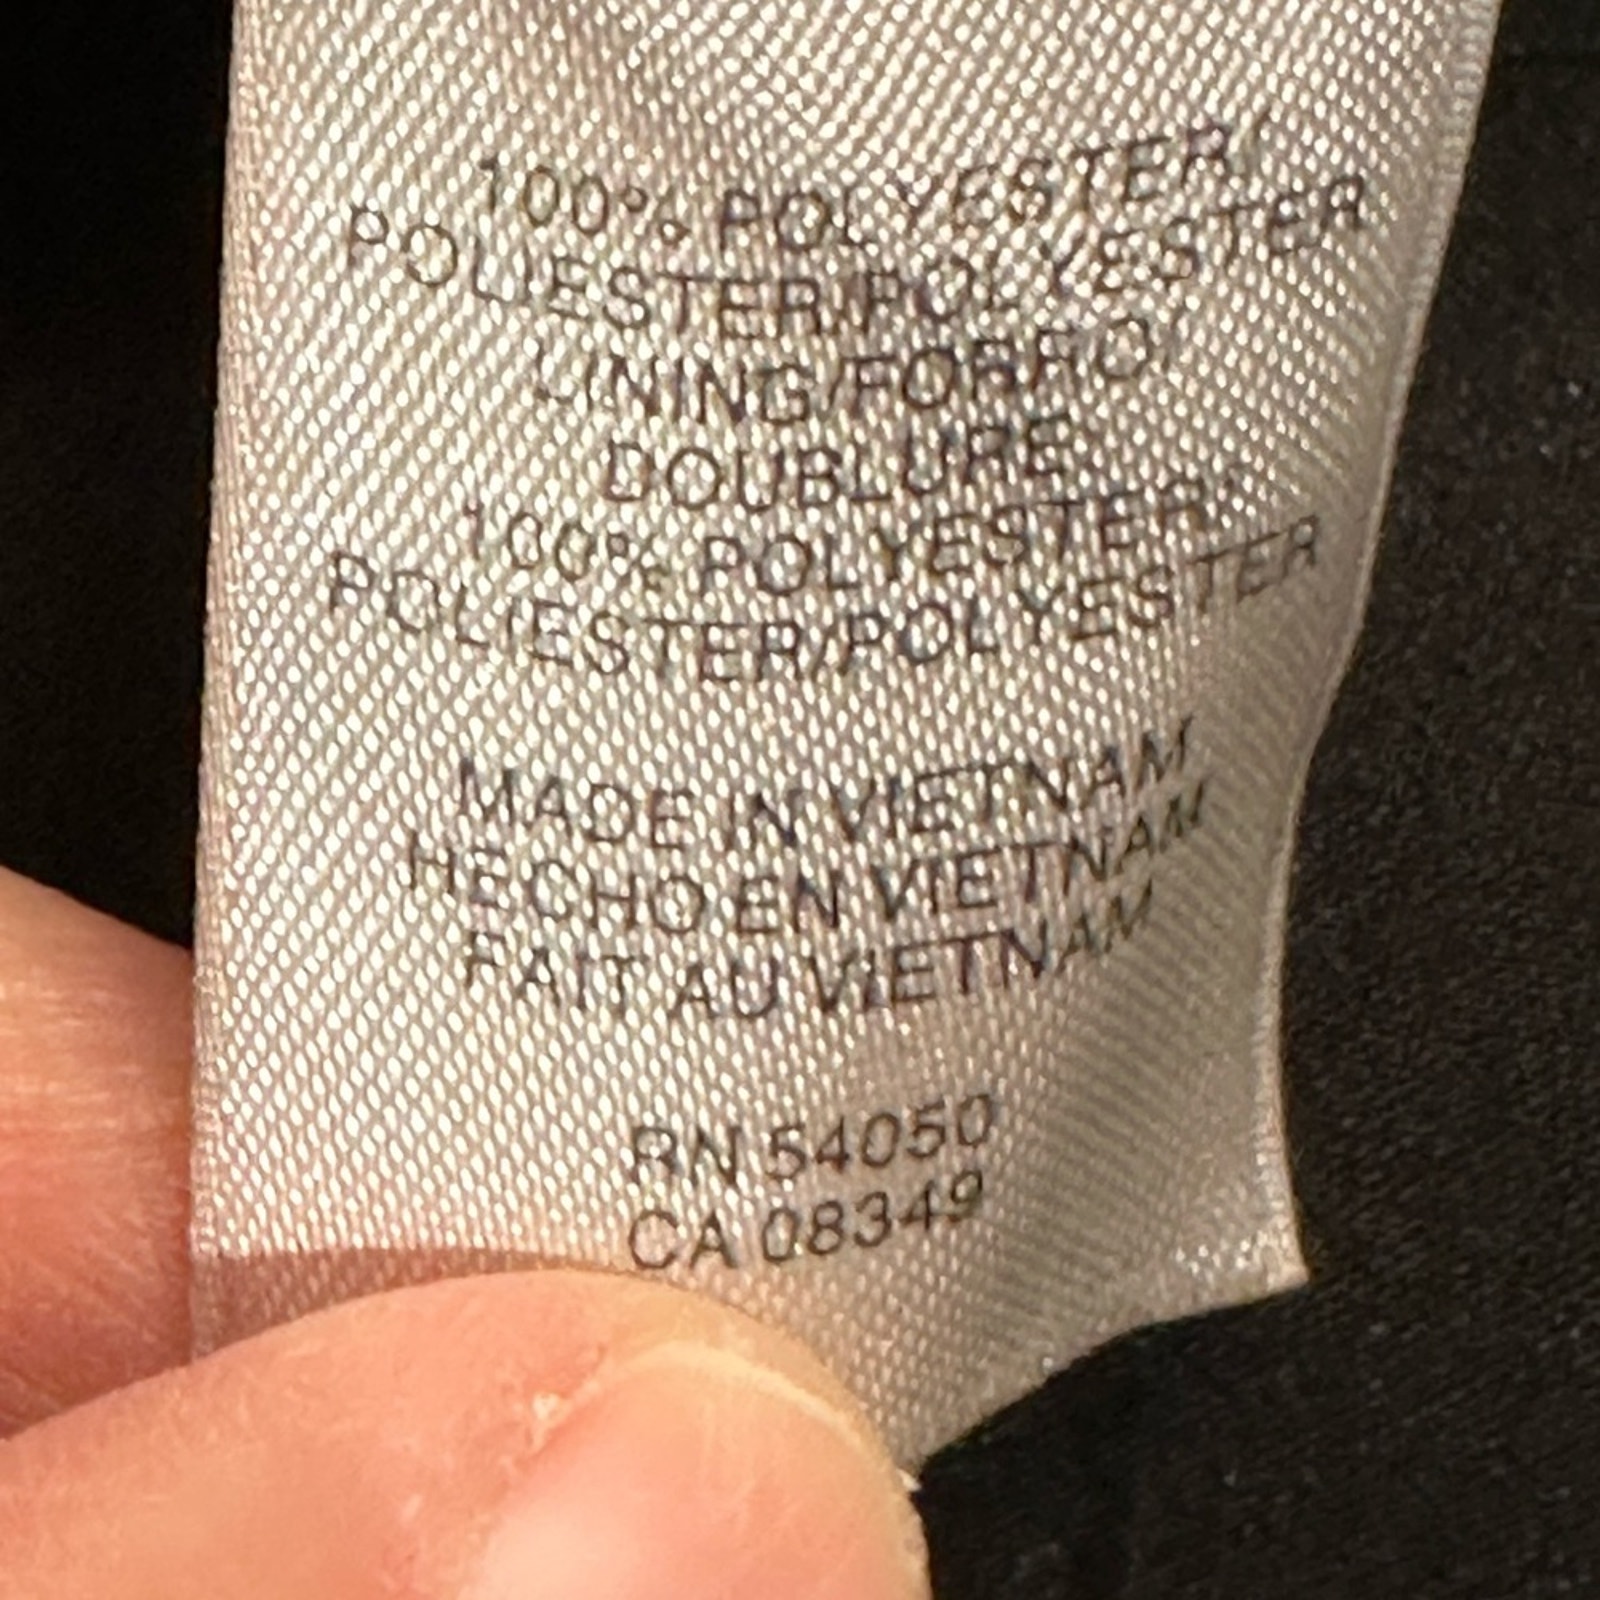 100% POLYESTER/
POLIESTER/POLYESTER
LINING/FORRO/
DOUBLURE:
100% POLYESTER/
POLIESTER/POLYESTER
MADE IN VIETNAM
HECHO EN VIETNAM
FAIT AU VIETNAM
RN 54050
CA 08349